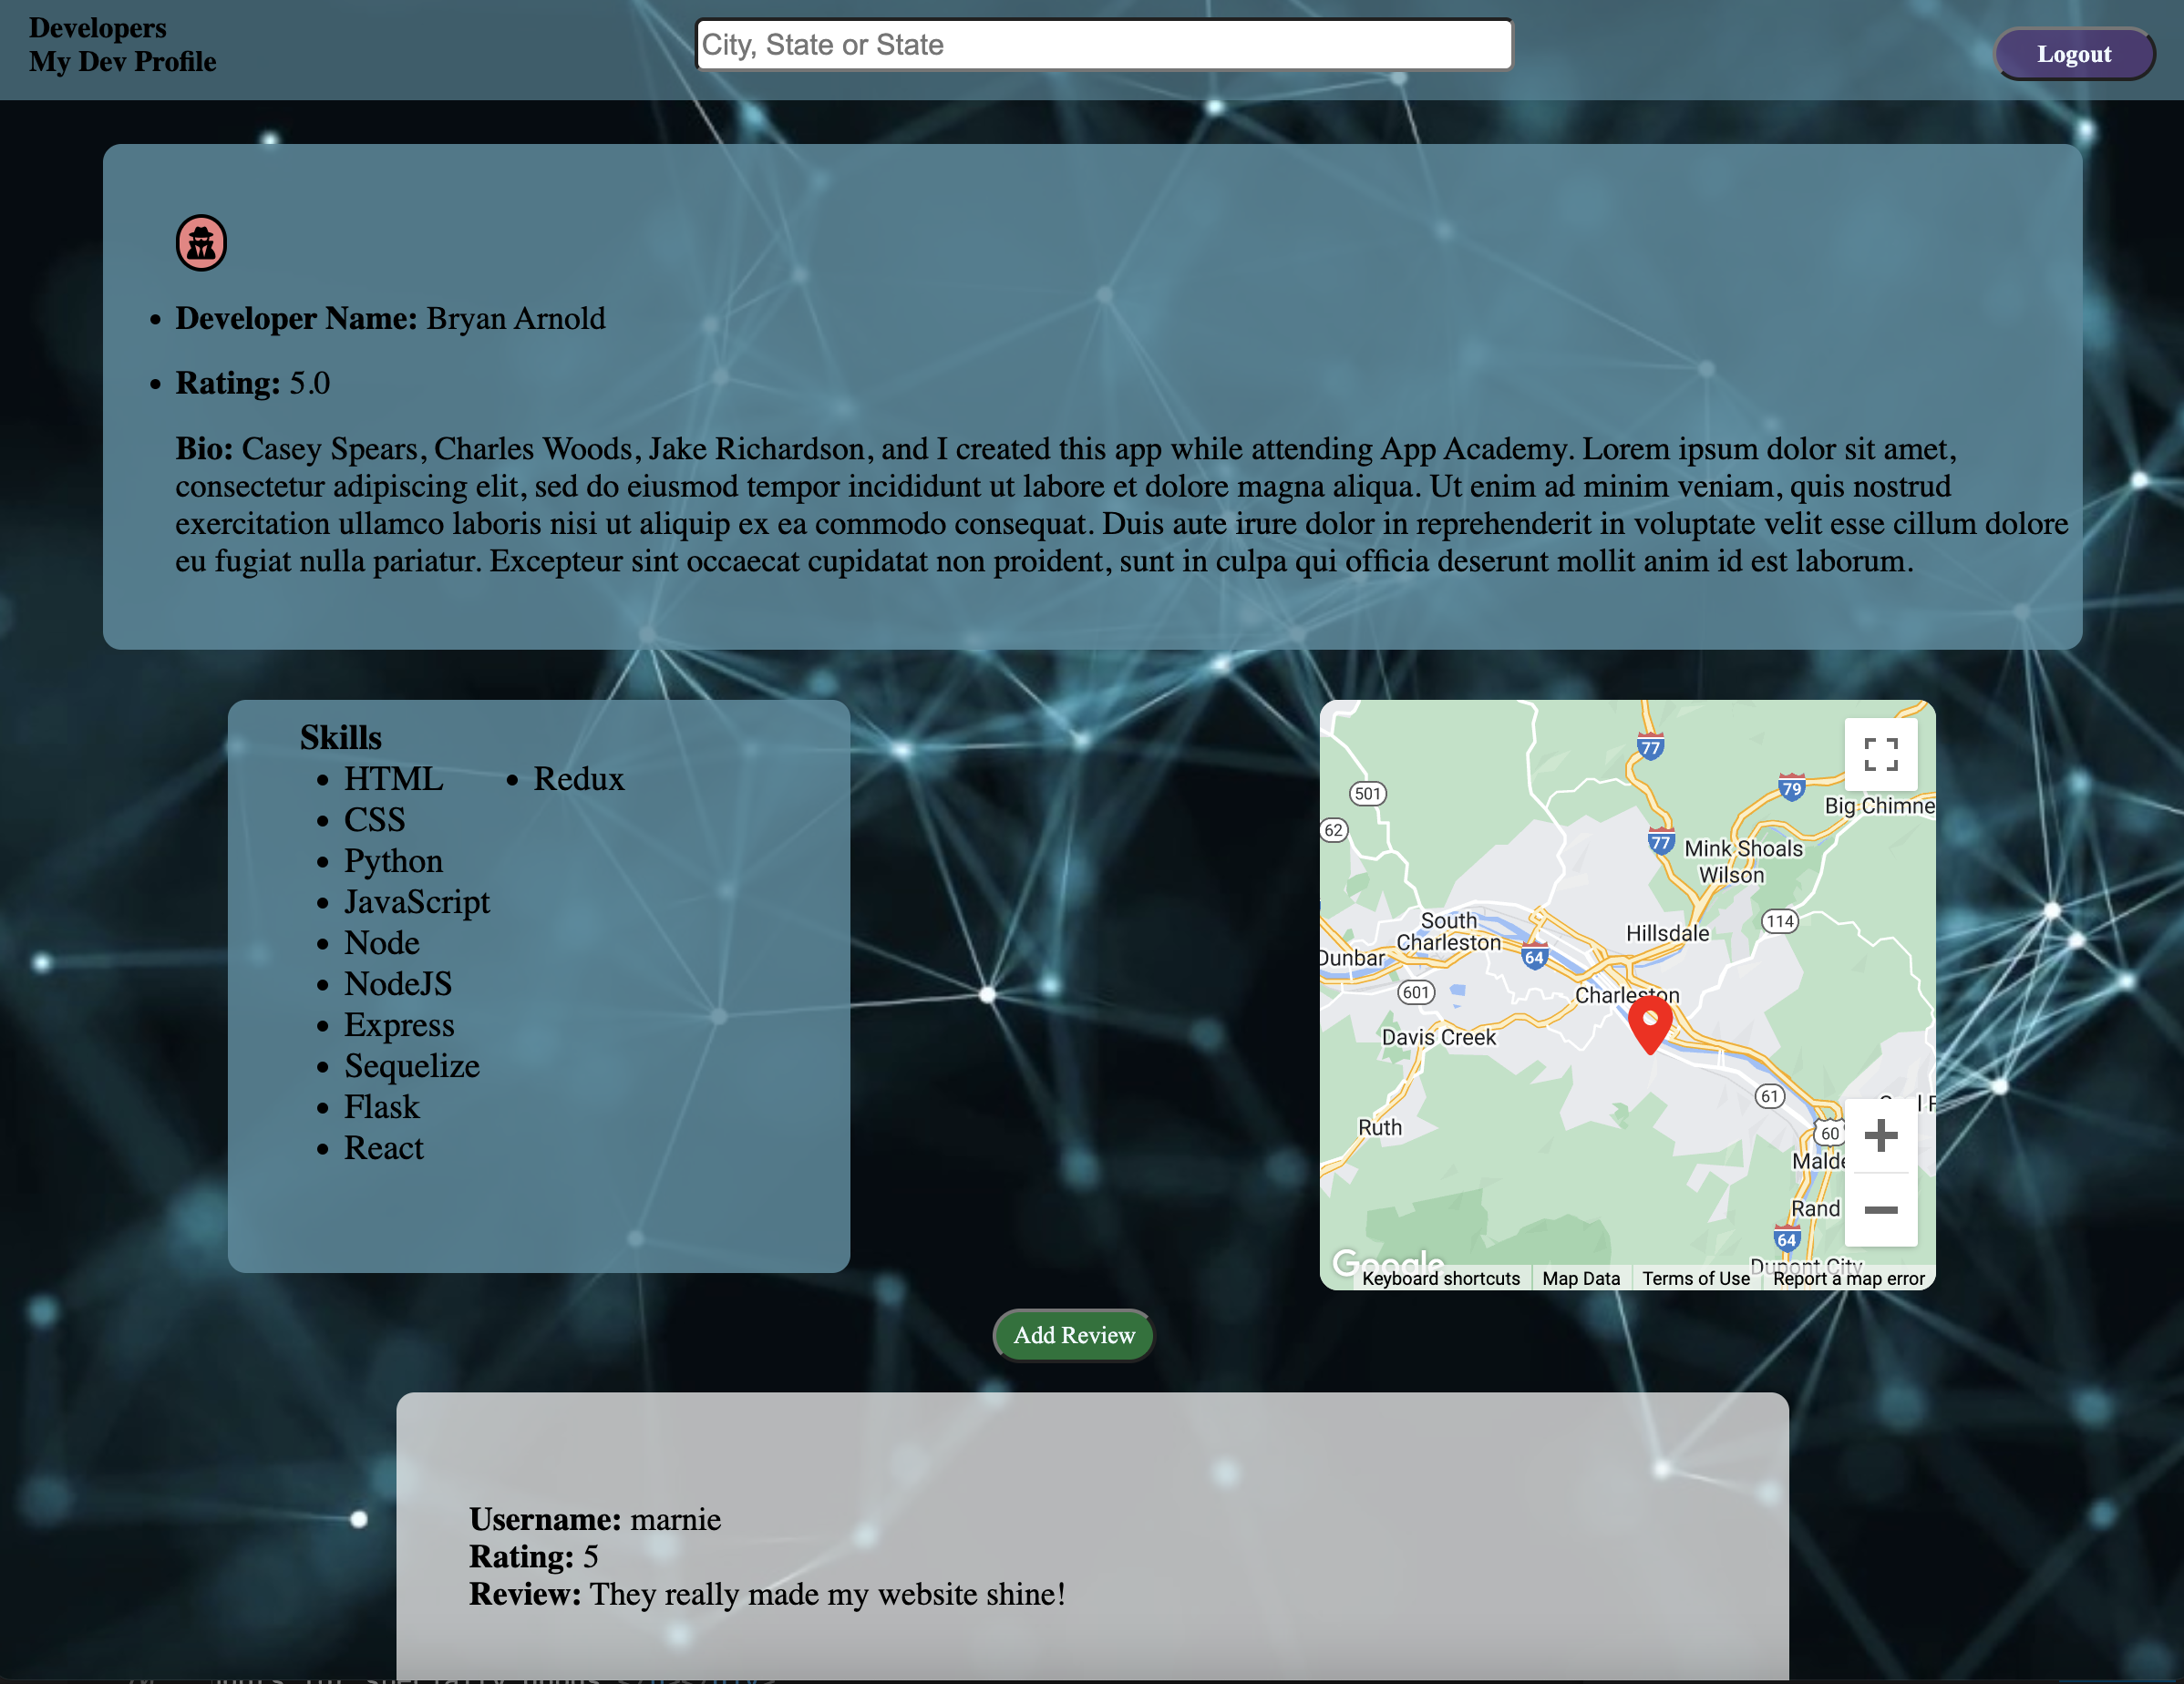 Developers
My Dev Profile
City, State or State
Logout
Developer Name: Bryan Arnold
Rating: 5.0
Bio: Casey Spears, Charles Woods, Jake Richardson, and I created this app while attending App Academy. Lorem ipsum dolor sit amet,
consectetur adipiscing elit, sed do eiusmod tempor incididunt ut labore et dolore magna aliqua. Ut enim ad minim veniam, quis nostrud
exercitation ullamco laboris nisi ut aliquip ex ea commodo consequat. Duis aute irure dolor in reprehenderit in voluptate velit esse cillum dolore
eu fugiat nulla pariatur. Excepteur sint occaecat cupidatat non proident, sunt in culpa qui officia deserunt mollit anim id est laborum.
Skills
HTML
CSS
Python
JavaScript
Node
NodeJS
Express
Sequelize
Flask
React
Redux
77
501
79
Big Chimne
62
77
Mink Shoals
Wilson
114
South
Charleston
Hillsdale
Dunbar
64
601
Charleston
Davis Creek
61
Ruth
60
Malde
Rand
64
Dupont City
Google
Keyboard shortcuts
Map Data
Terms of Use
Report a map error
Add Review
Username: marnie
Rating: 5
Review: They really made my website shine!